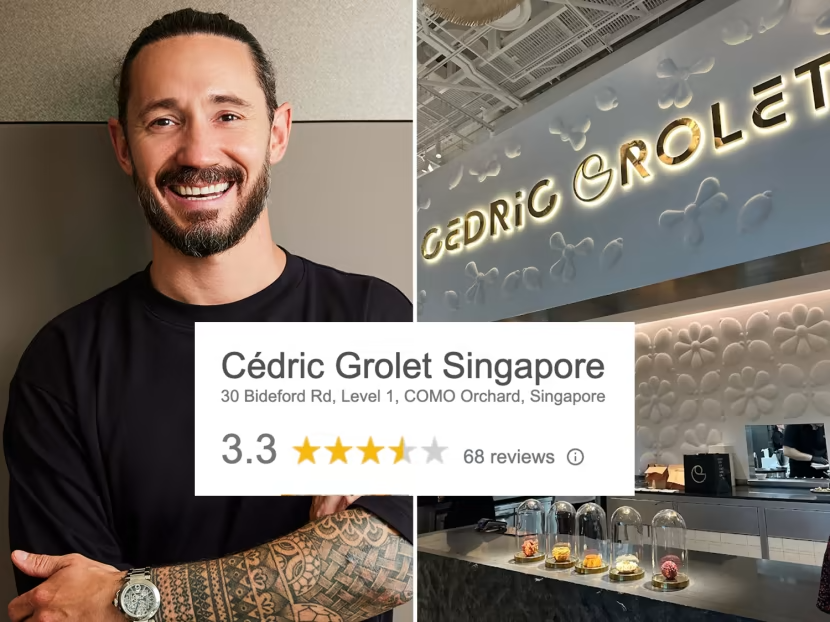 CÉDRIC GROLET
Cédric Grolet Singapore
30 Bideford Rd, Level 1, COMO Orchard, Singapore
3.3
68 reviews